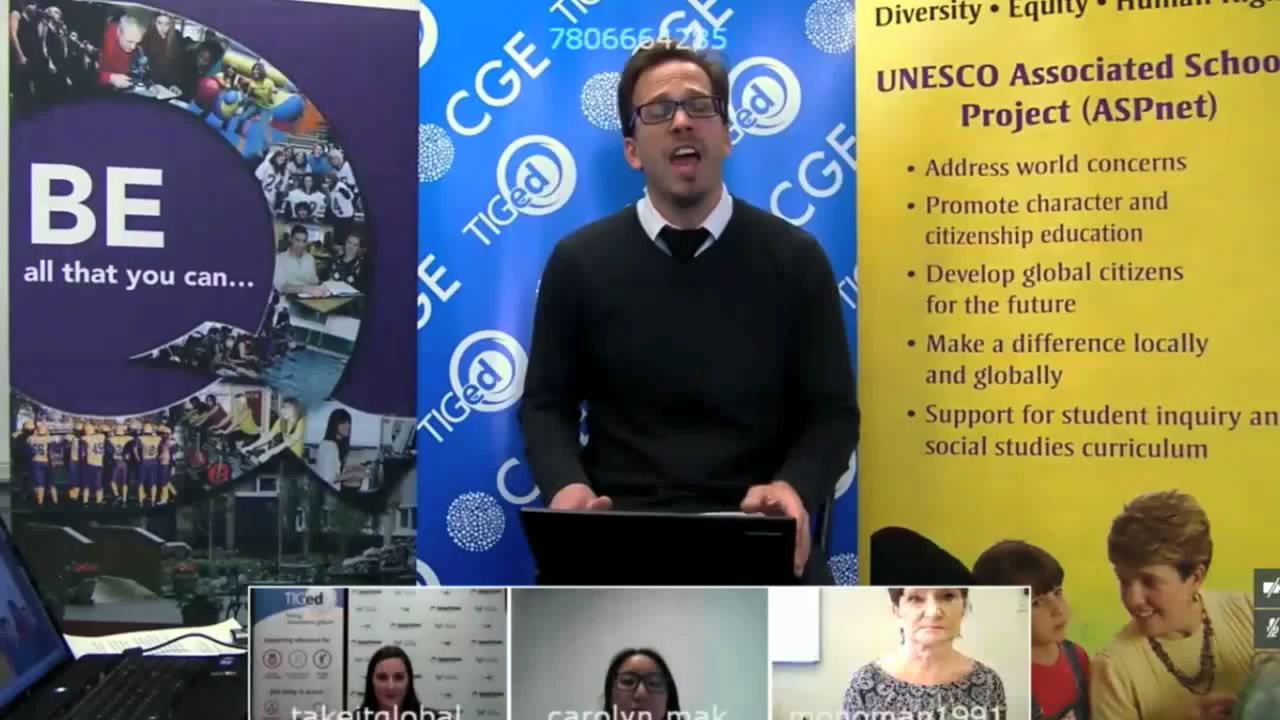 BE
all that you can...
7806664285
CGE
TIGed
CGE
TIGed
CGE
TIGed
Diversity • Equity • Human
UNESCO Associated Schoo
Project (ASPnet)
• Address world concerns
• Promote character and
citizenship education
• Develop global citizens
for the future
• Make a difference locally
and globally
• Support for student inquiry an
social studies curriculum
TIGed
takeitglobal
carolyn.mak